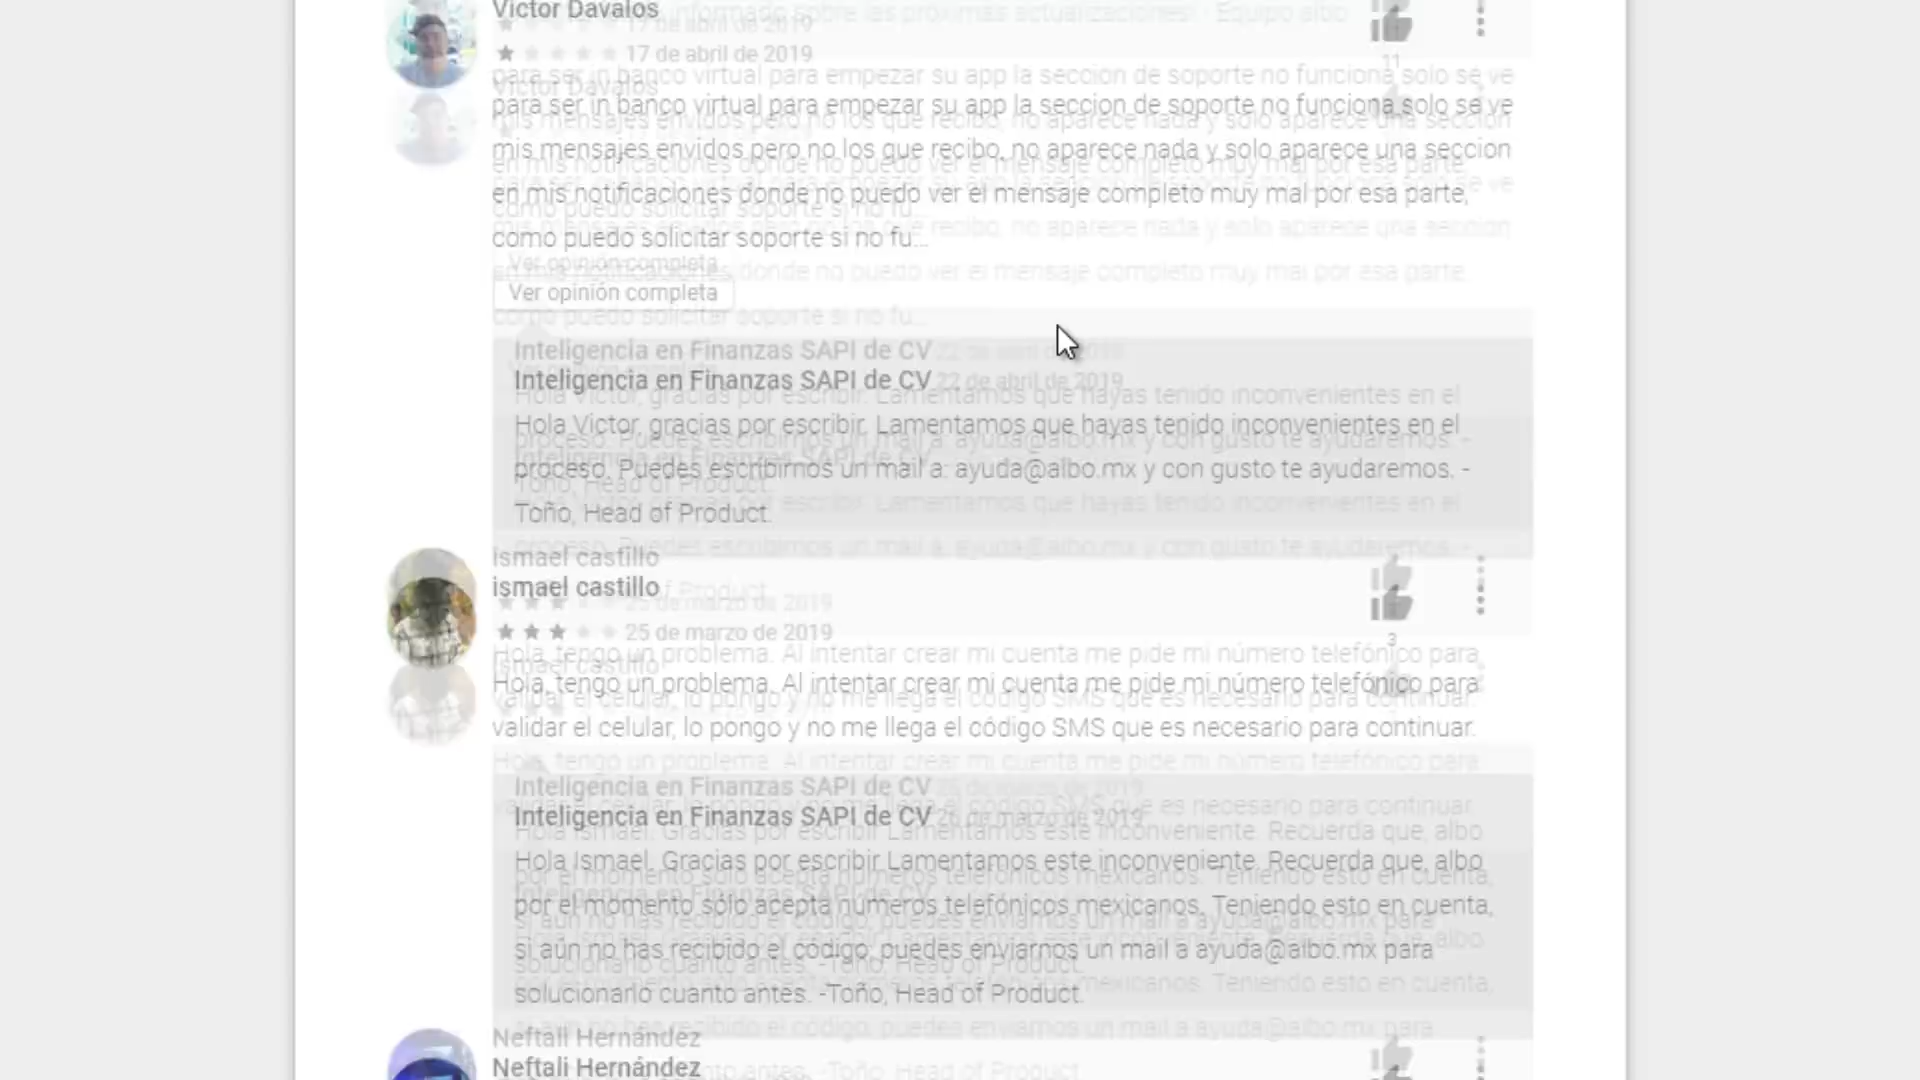 informado sobre las próximas actualizaciones! - Equipo albo
Victor Davalos
17 de abril de 2019
para ser in banco virtual para empezar su app la seccion de soporte no funciona solo se ve
mis mensajes envidos pero no los que recibo, no aparece nada y solo aparece una seccion
en mis notificaciones donde no puedo ver el mensaje completo muy mal por esa parte,
como puedo solicitar soporte si no fu...
Ver opinión completa
11
Inteligencia en Finanzas SAPI de CV 22 de abril de 2019
Hola Victor, gracias por escribir. Lamentamos que hayas tenido inconvenientes en el
proceso. Puedes escribirnos un mail a: ayuda@albo.mx y con gusto te ayudaremos. -
Toño, Head of Product.
ismael castillo
25 de marzo de 2019
3
Hola, tengo un problema. Al intentar crear mi cuenta me pide mi número telefónico para
validar el celular, lo pongo y no me llega el código SMS que es necesario para continuar.
Inteligencia en Finanzas SAPI de CV 26 de marzo de 2019
Hola Ismael. Gracias por escribir Lamentamos este inconveniente. Recuerda que, albo
por el momento sólo acepta números telefónicos mexicanos. Teniendo esto en cuenta,
si aún no has recibido el código, puedes enviarnos un mail a ayuda@albo.mx para
solucionarlo cuanto antes. -Toño, Head of Product.
Neftali Hernández